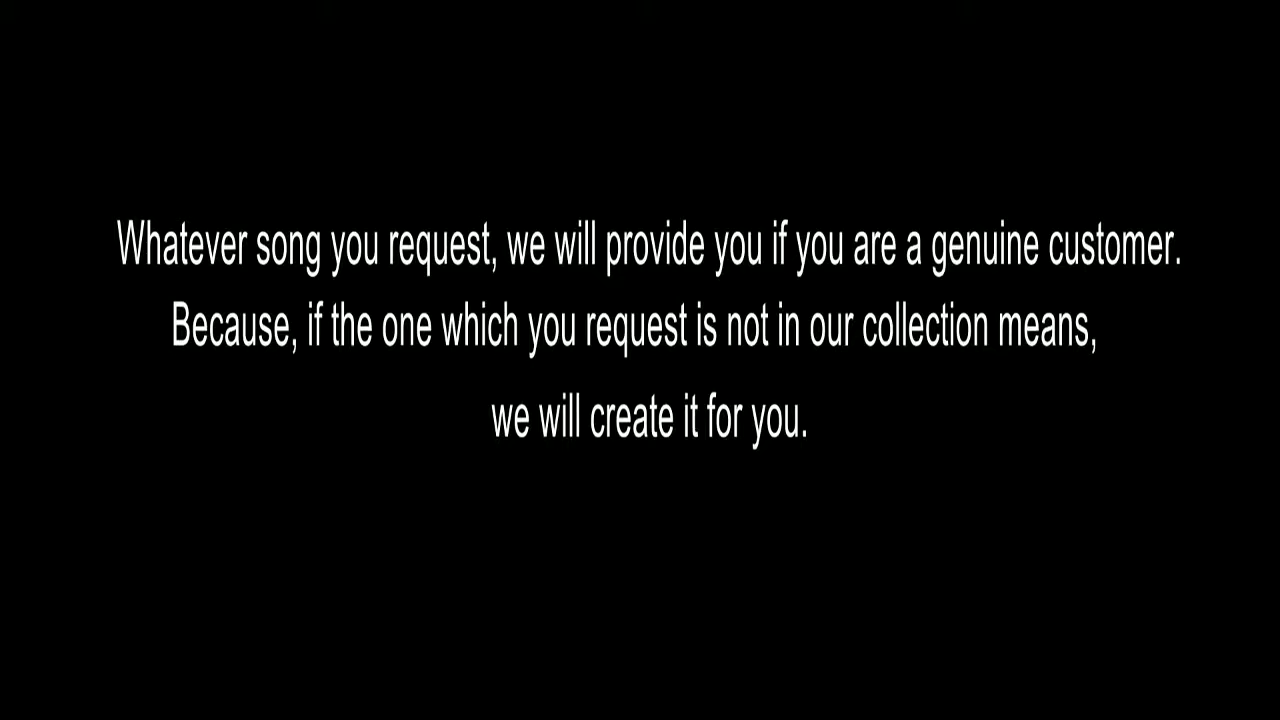 Whatever song you request, we will provide you if you are a genuine customer.
Because, if the one which you request is not in our collection means,
we will create it for you.